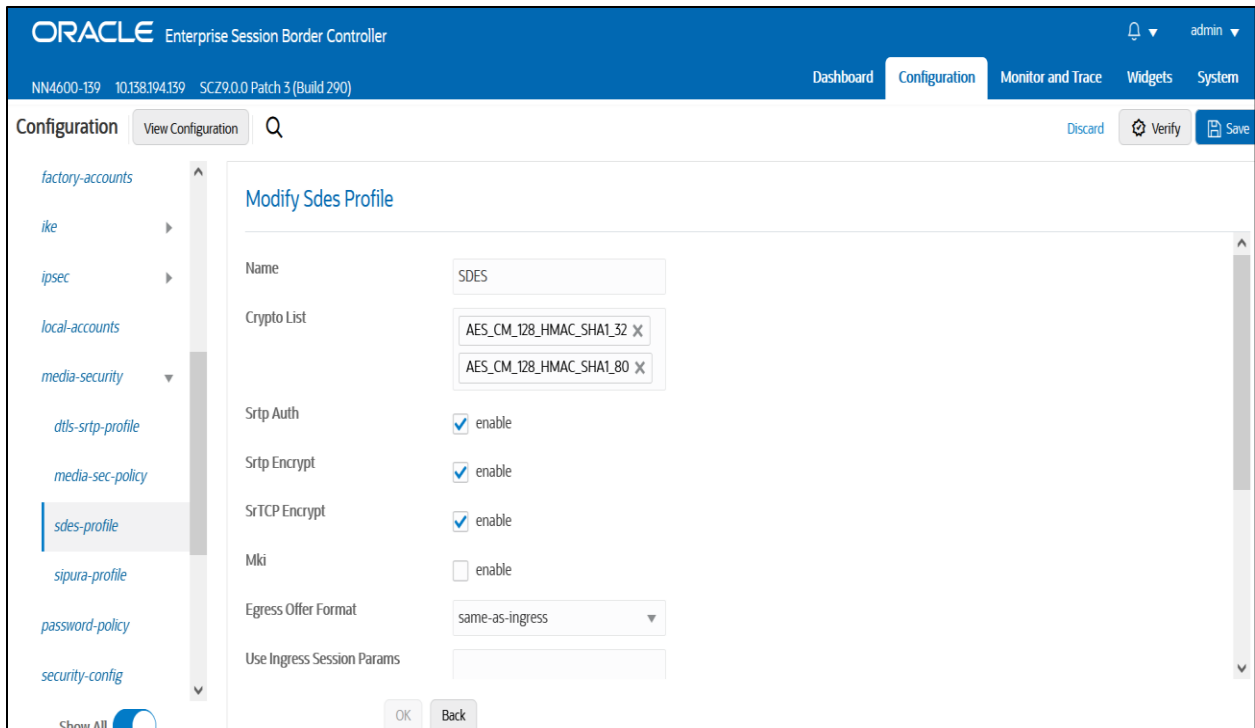 ORACLE Enterprise Session Border Controller
admin
NN4600-139 10.138.194.139 SCZ9.0.0 Patch 3 (Build 290)
Dashboard Configuration Monitor and Trace Widgets System
Configuration View Configuration Discard Verify Save
factory-accounts
ike
ipsec
local-accounts
media-security
dtls-srtp-profile
media-sec-policy
sdes-profile
sipura-profile
password-policy
security-config
Show All
Modify Sdes Profile
Name SDES
Crypto List AES_CM_128_HMAC_SHA1_32
AES_CM_128_HMAC_SHA1_80
Srtp Auth enable
Srtp Encrypt enable
SrTCP Encrypt enable
Mki enable
Egress Offer Format same-as-ingress
Use Ingress Session Params
OK Back